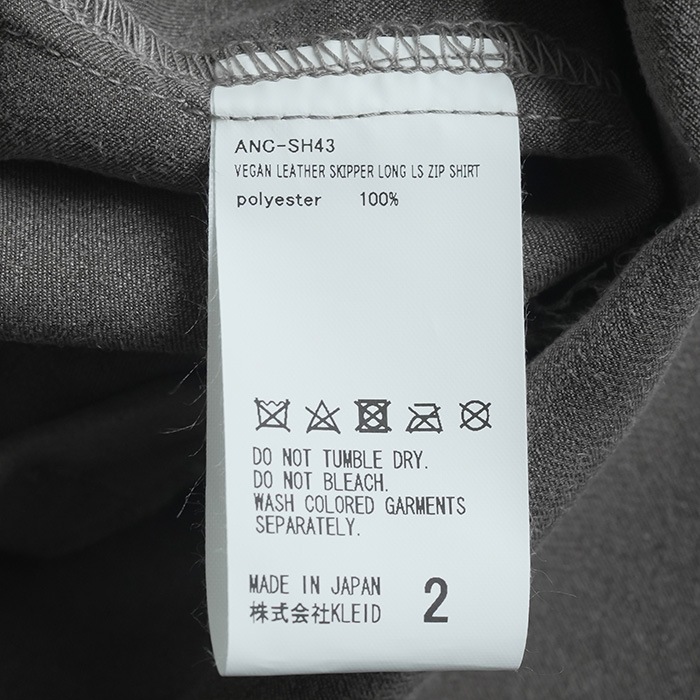 ANC-SH43
VEGAN LEATHER SKIPPER LONG LS ZIP SHIRT
polyester 100%
DO NOT TUMBLE DRY.
DO NOT BLEACH.
WASH COLORED GARMENTS
SEPARATELY.
MADE IN JAPAN
株式会社KLEID 2